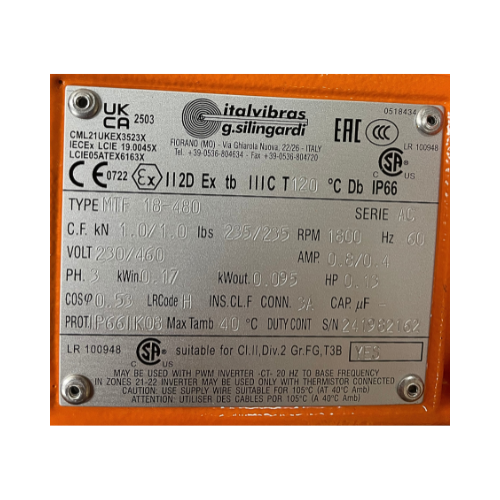 UK
CA 2503
CML21UKEX3523X
IECEx LCIE 19.0045X
LCIE05ATEX6163X
italvibras
g.silingardi
FIORANO (MO) - Via Ghiarola Nuova, 22/26 - ITALY
Tel. +39-0536-804634 - Fax +39-0536-804720
0518434
EAC CCC
LR 100948
SA
CE 0722 Ex II2D Ex tb IIIC T120 °C Db IP66
TYPE MTF 18-480 SERIE AC
C.F. kN 1.0/1.0 lbs 235/235 RPM 1800 Hz 60
VOLT 230/460 AMP. 0.8/0.4
PH. 3 kWin 0.17 kWout 0.095 HP 0.13
COSφ 0.53 LRCode H INS.CL.F CONN. 3A CAP. μF -
PROT. IP66IK08 Max Tamb 40 °C DUTY CONT S/N 241982162
LR 100948 SA suitable for Cl.II,Div.2 Gr.FG,T3B YES
MAY BE USED WITH PWM INVERTER -CT- 20 HZ TO BASE FREQUENCY
IN ZONES 21-22 INVERTER MAY BE USED ONLY WITH THERMISTOR CONNECTED
CAUTION: USE SUPPLY WIRE SUITABLE FOR 105°C (AT 40°C Amb)
ATTENTION: UTILISER DES CABLES POR 105°C (A 40°C Amb)